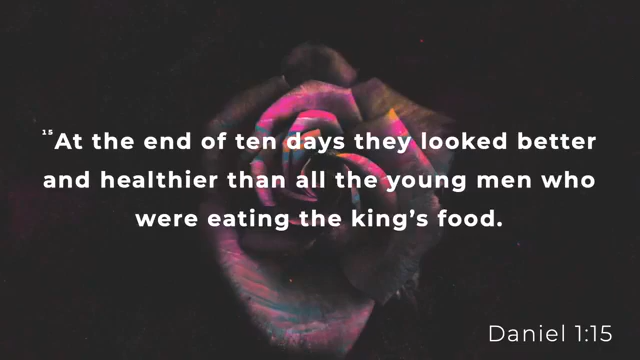 ¹⁵At the end of ten days they looked better
and healthier than all the young men who
were eating the king’s food.
Daniel 1:15